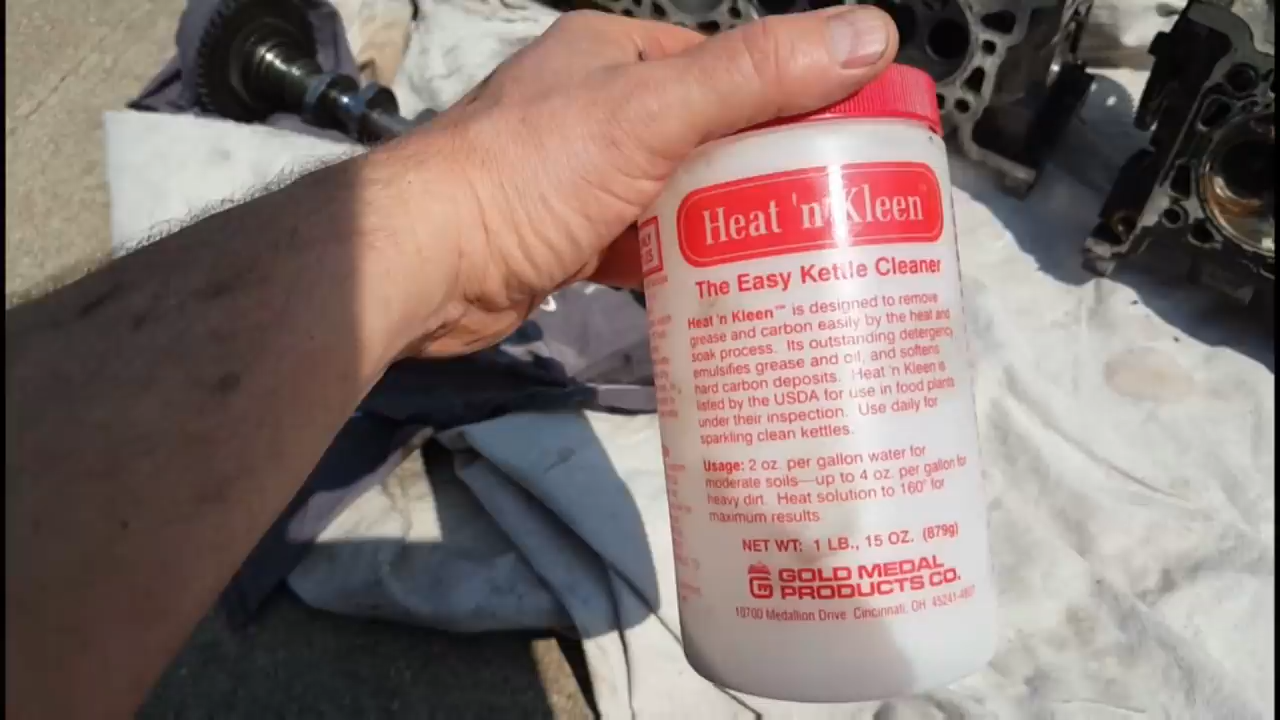 Heat 'n Kleen™
The Easy Kettle Cleaner
Heat 'n Kleen™ is designed to remove
grease and carbon easily by the heat and
soak process. Its outstanding detergency
emulsifies grease and oil, and softens
hard carbon deposits. Heat 'n Kleen is
listed by the USDA for use in food plants
under their inspection. Use daily for
sparkling clean kettles.
Usage: 2 oz. per gallon water for
moderate soils—up to 4 oz. per gallon for
heavy dirt. Heat solution to 160° for
maximum results
NET WT: 1 LB., 15 OZ. (879g)
GOLD MEDAL
PRODUCTS CO.
10700 Medallion Drive Cincinnati, OH 45241-4807